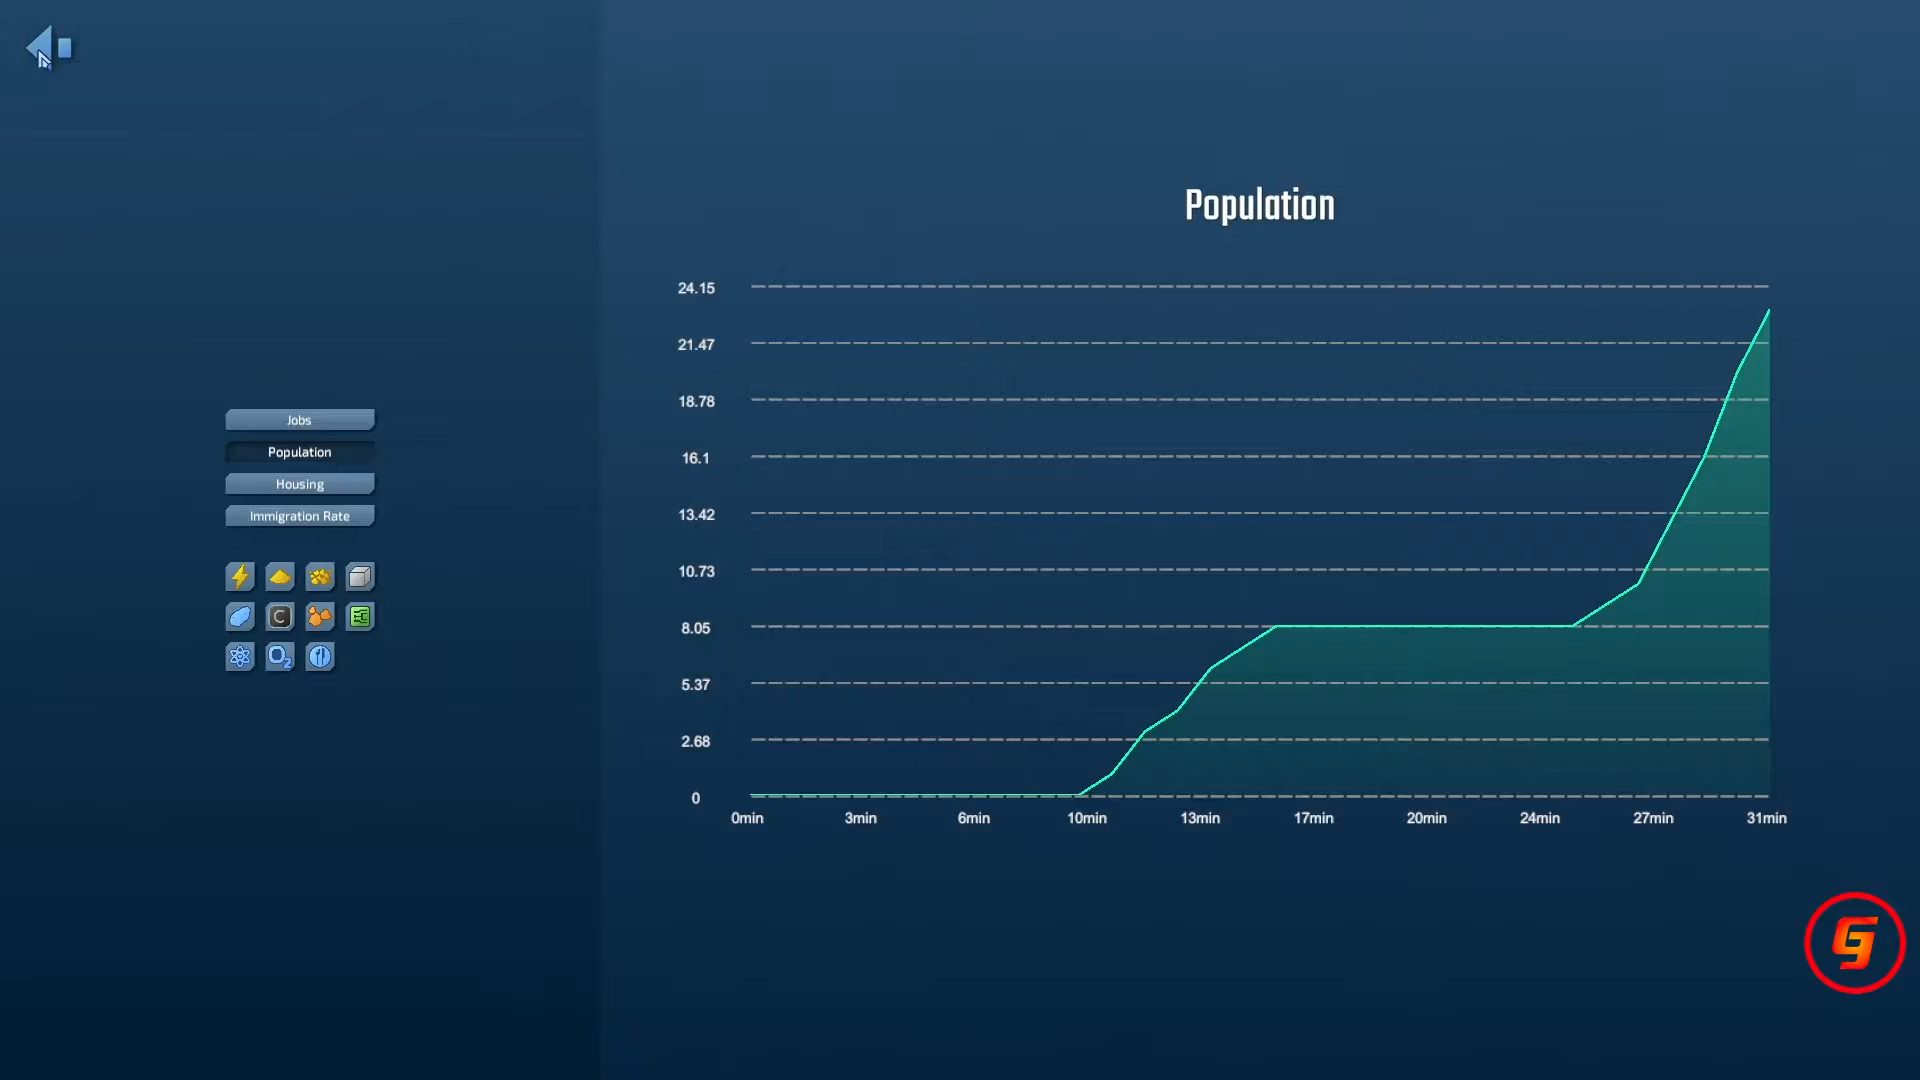 Population
24.15
21.47
18.78
16.1
13.42
10.73
8.05
5.37
2.68
0
0min 3min 6min 10min 13min 17min 20min 24min 27min 31min
Jobs
Population
Housing
Immigration Rate
C
O2